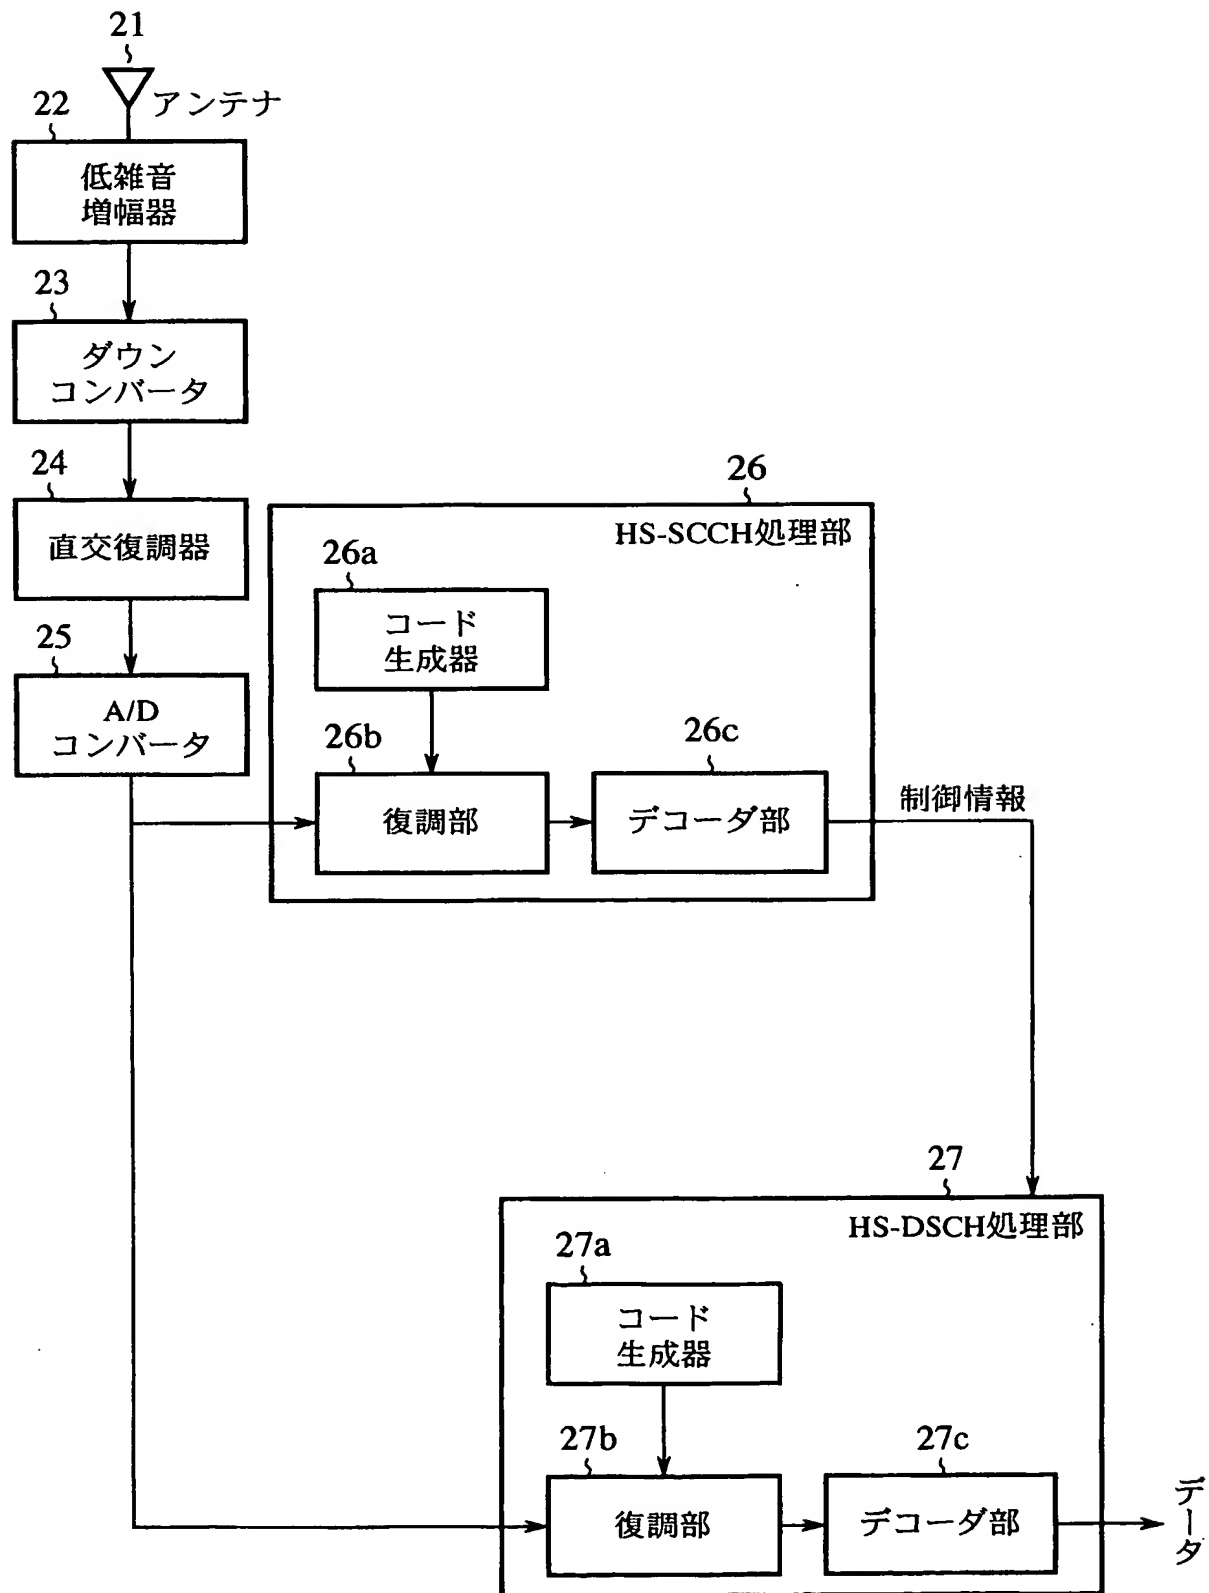 21
アンテナ
22
低雑音
増幅器
23
ダウン
コンバータ
24
直交復調器
25
A/D
コンバータ
26
HS-SCCH処理部
26a
コード
生成器
26b
復調部
26c
デコーダ部
制御情報
27
HS-DSCH処理部
27a
コード
生成器
27b
復調部
27c
デコーダ部
データ